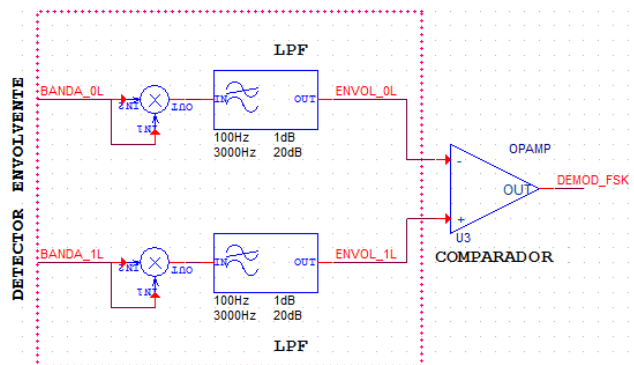 LPF
BANDA_0L
IN2
IN1
OUT
IN
OUT
ENVOL_0L
100Hz 1dB
3000Hz 20dB
DETECTOR ENVOLVENTE
OPAMP
-
+
OUT
DEMOD_FSK
U3
COMPARADOR
BANDA_1L
IN2
IN1
OUT
IN
OUT
ENVOL_1L
100Hz 1dB
3000Hz 20dB
LPF